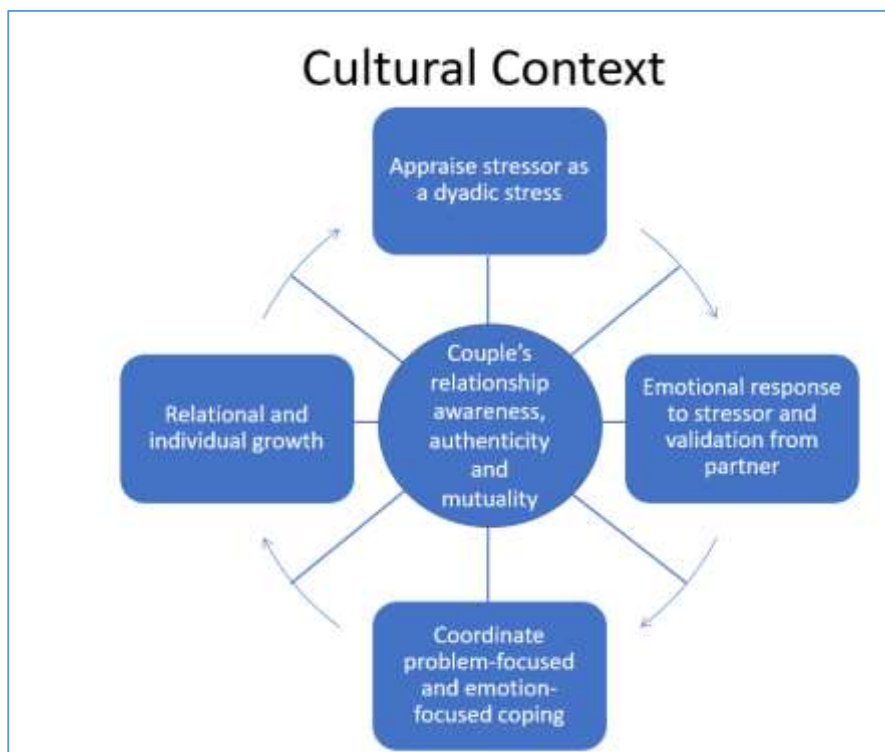 Cultural Context
Appraise stressor as
a dyadic stress
Couple's
relationship
awareness,
authenticity
and
mutuality
Emotional response
to stressor and
validation from
partner
Relational and
individual growth
Coordinate
problem-focused
and emotion-
focused coping